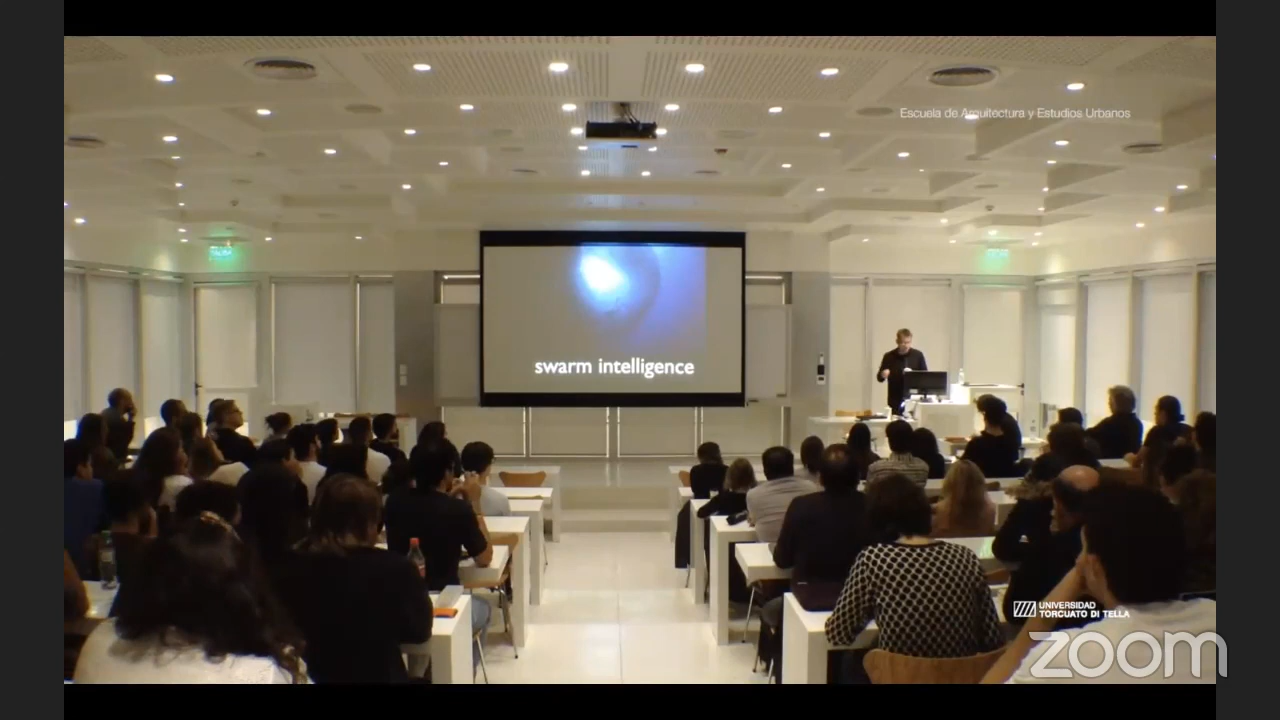 Escuela de Arquitectura y Estudios Urbanos
swarm intelligence
UNIVERSIDAD
TORCUATO DI TELLA
zoom